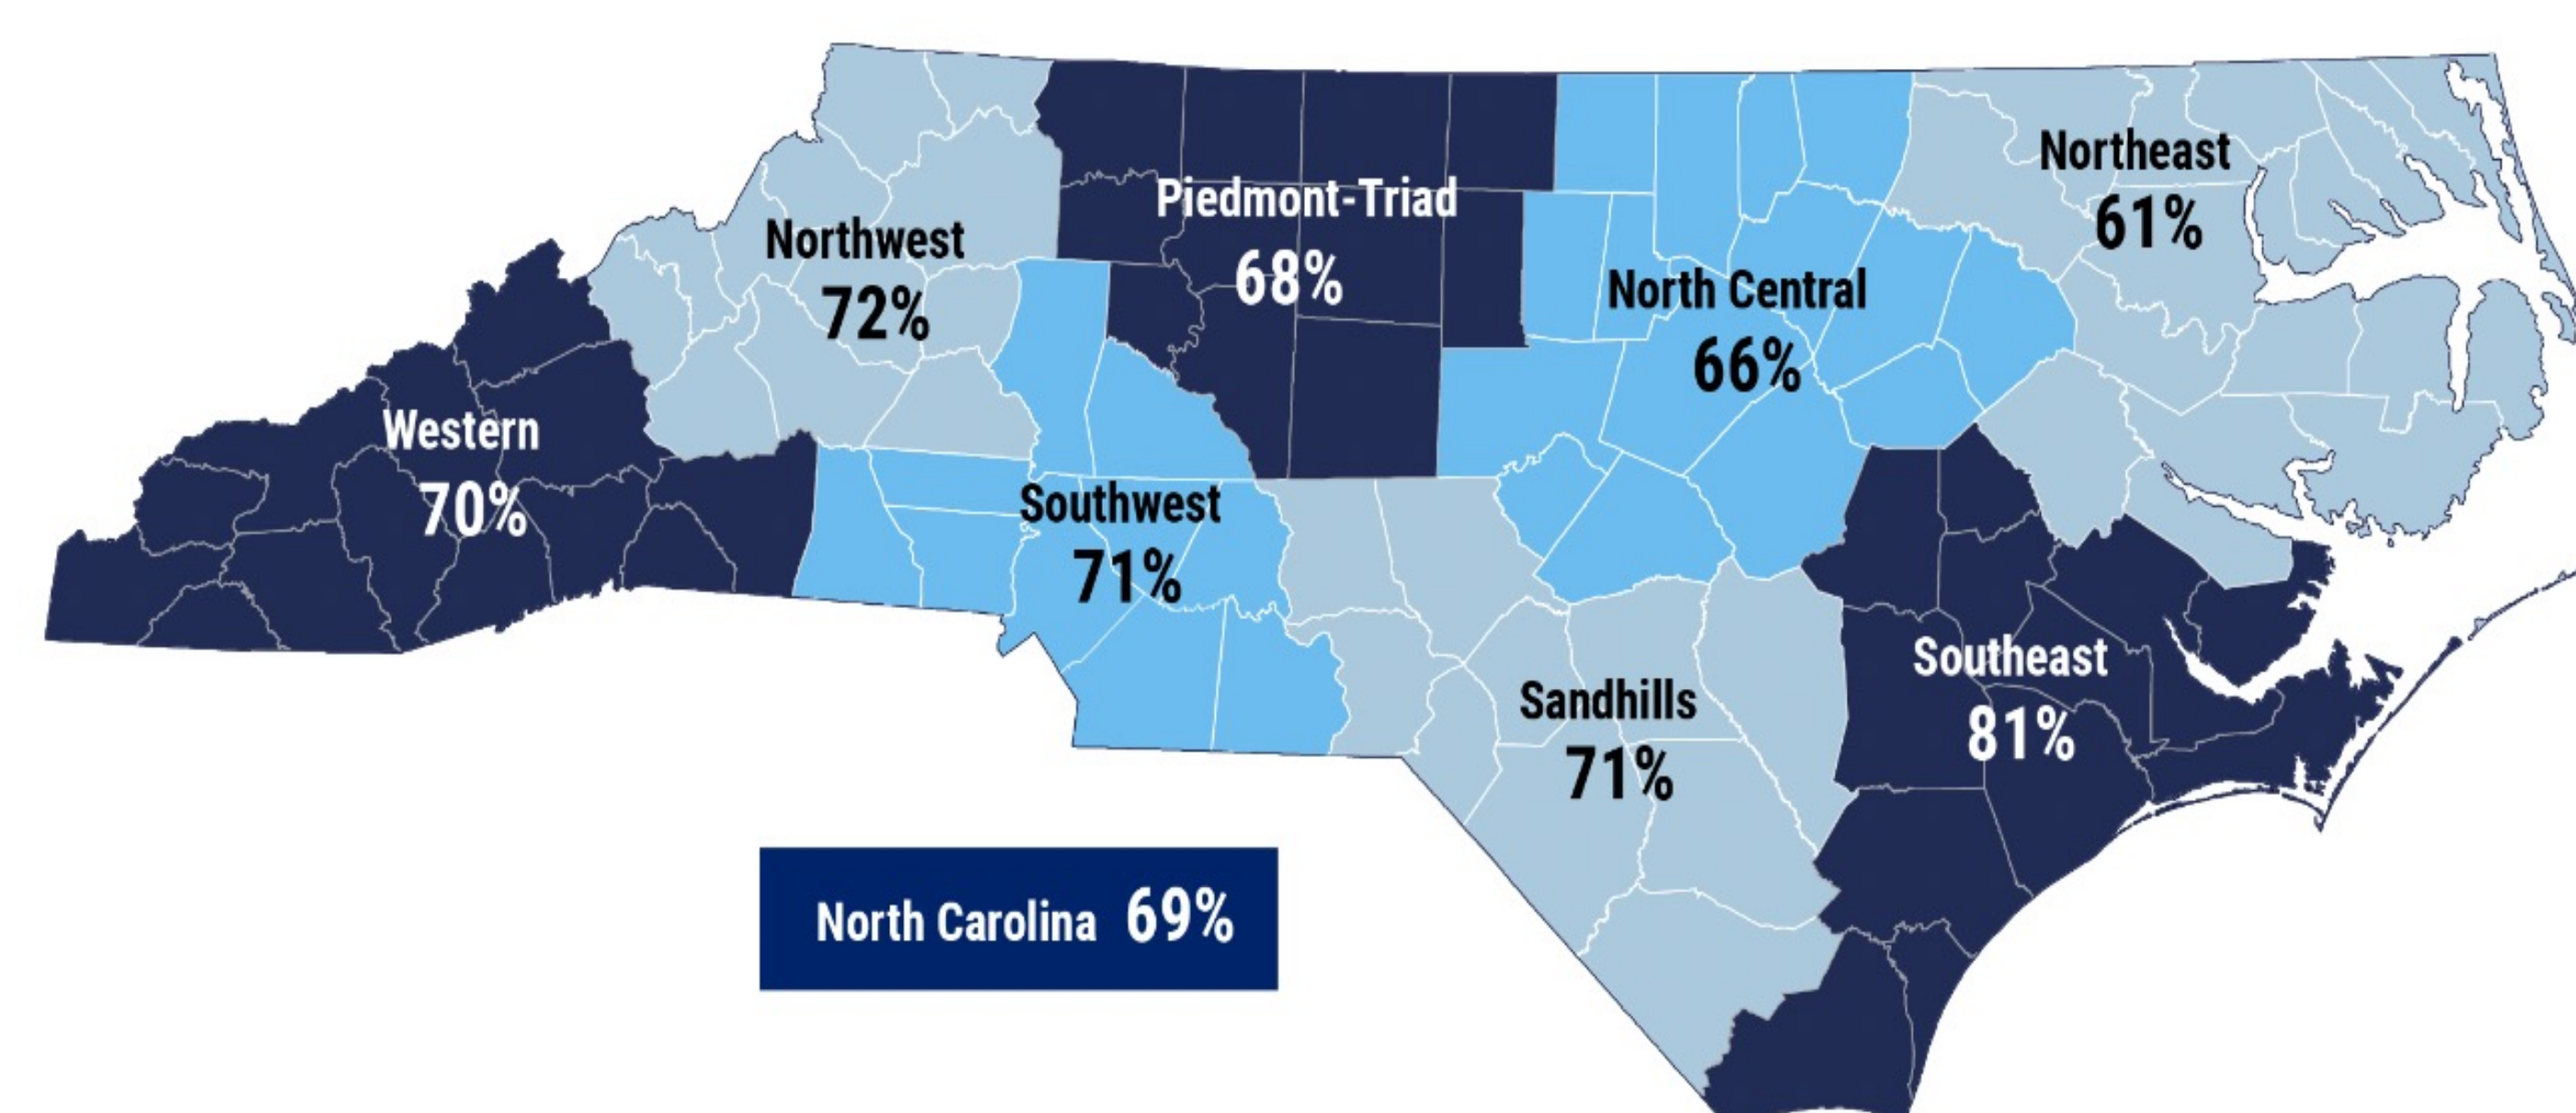 Northwest
72%
Piedmont-Triad
68%
North Central
66%
Northeast
61%
Western
70%
Southwest
71%
Sandhills
71%
Southeast
81%
North Carolina 69%